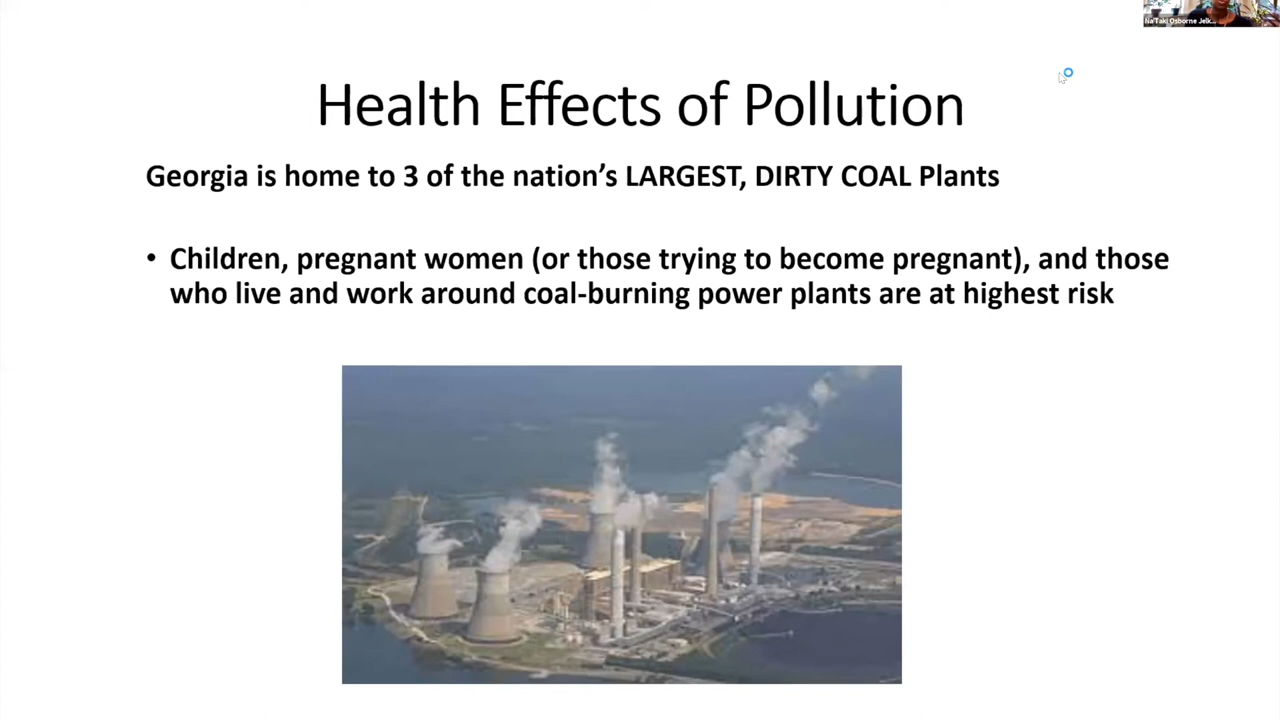 Na'Taki Osborne Jelk...
Health Effects of Pollution
Georgia is home to 3 of the nation’s LARGEST, DIRTY COAL Plants
• Children, pregnant women (or those trying to become pregnant), and those
who live and work around coal-burning power plants are at highest risk